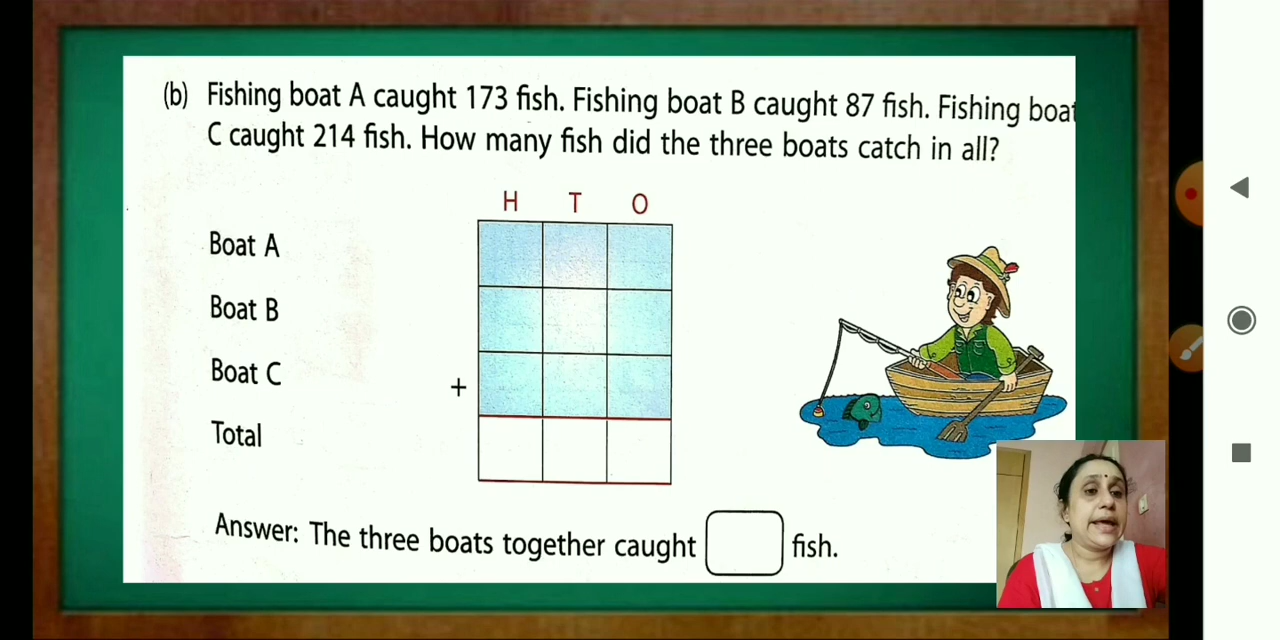 (b) Fishing boat A caught 173 fish. Fishing boat B caught 87 fish. Fishing boat
C caught 214 fish. How many fish did the three boats catch in all?
H T O
Boat A
Boat B
Boat C
+
Total
Answer: The three boats together caught fish.